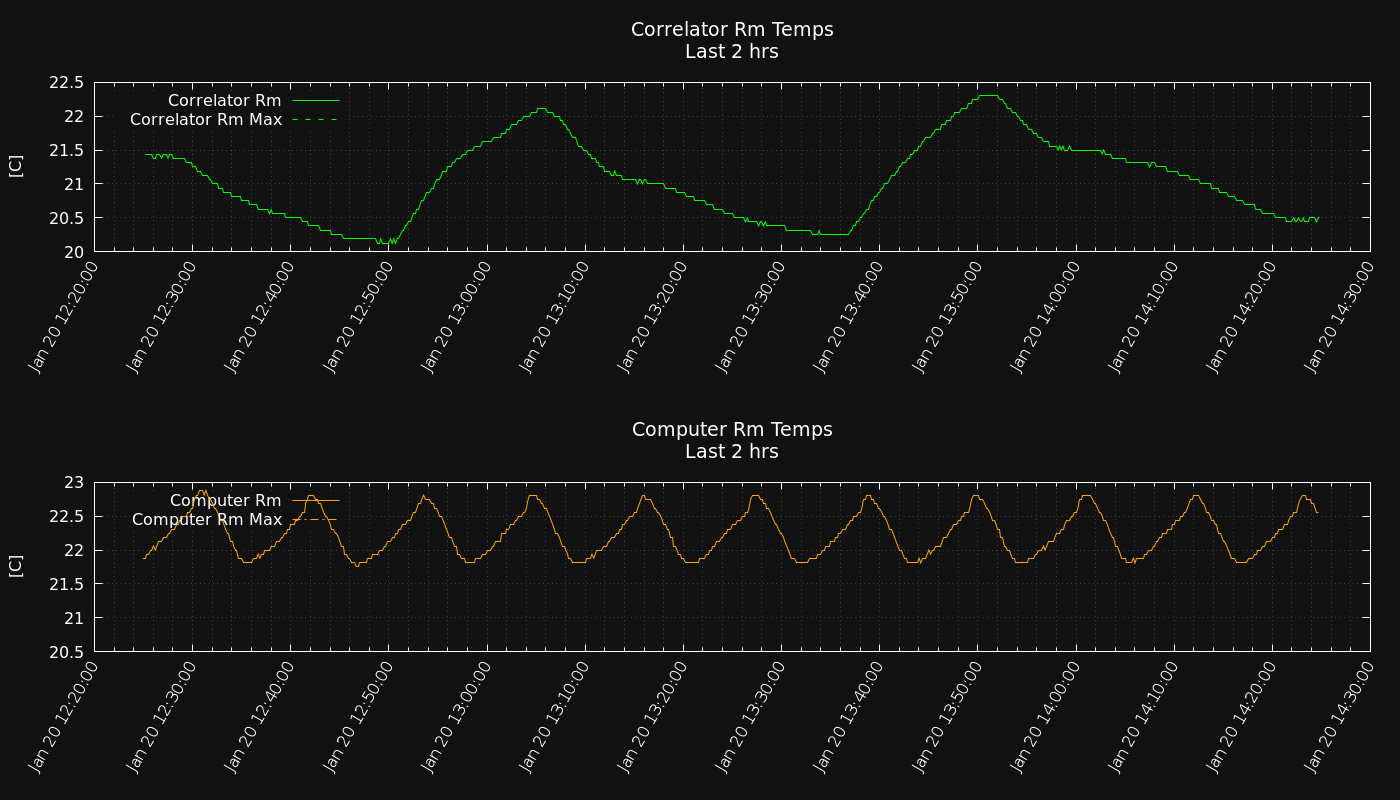 Correlator Rm Temps
Last 2 hrs
22.5
22
21.5
21
20.5
20
[C]
Correlator Rm
Correlator Rm Max
Jan 20 12:20:00
Jan 20 12:30:00
Jan 20 12:40:00
Jan 20 12:50:00
Jan 20 13:00:00
Jan 20 13:10:00
Jan 20 13:20:00
Jan 20 13:30:00
Jan 20 13:40:00
Jan 20 13:50:00
Jan 20 14:00:00
Jan 20 14:10:00
Jan 20 14:20:00
Jan 20 14:30:00
Computer Rm Temps
Last 2 hrs
23
22.5
22
21.5
21
20.5
[C]
Computer Rm
Computer Rm Max
Jan 20 12:20:00
Jan 20 12:30:00
Jan 20 12:40:00
Jan 20 12:50:00
Jan 20 13:00:00
Jan 20 13:10:00
Jan 20 13:20:00
Jan 20 13:30:00
Jan 20 13:40:00
Jan 20 13:50:00
Jan 20 14:00:00
Jan 20 14:10:00
Jan 20 14:20:00
Jan 20 14:30:00